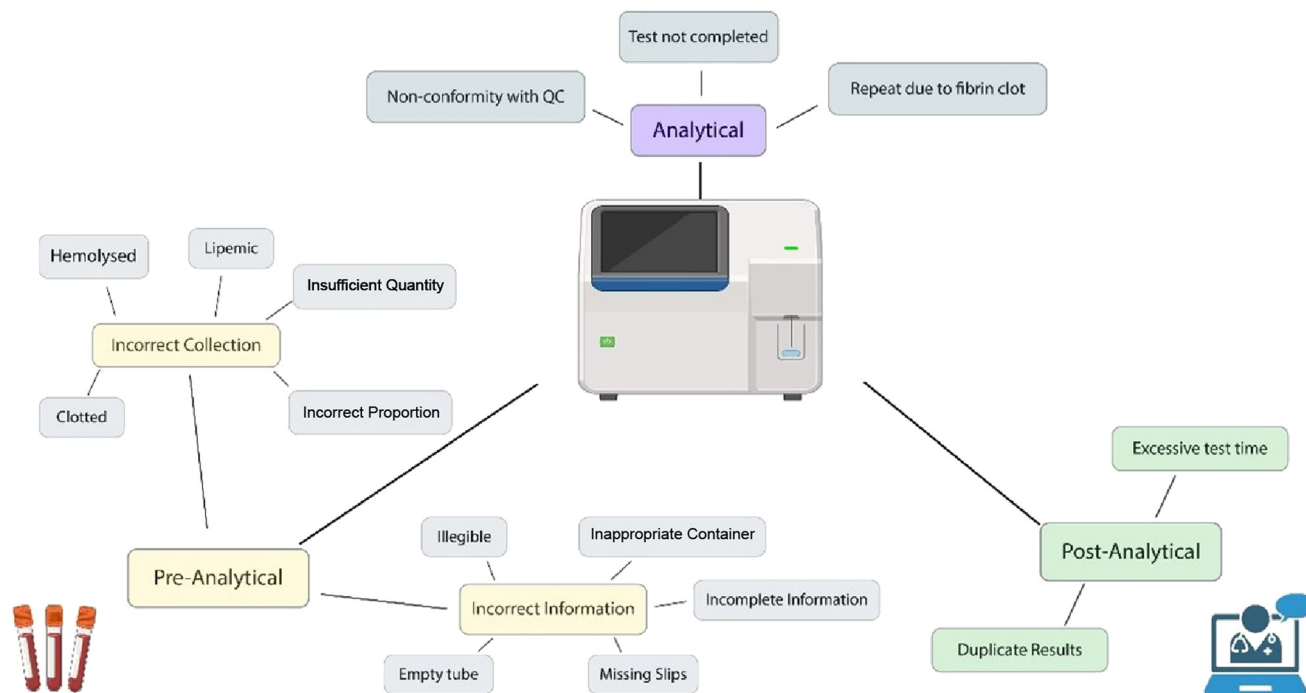 Test not completed
Non-conformity with QC
Repeat due to fibrin clot
Analytical
Hemolysed
Lipemic
Insufficient Quantity
Incorrect Collection
Clotted
Incorrect Proportion
Excessive test time
Illegible
Inappropriate Container
Post-Analytical
Pre-Analytical
Incorrect Information
Incomplete Information
Duplicate Results
Empty tube
Missing Slips